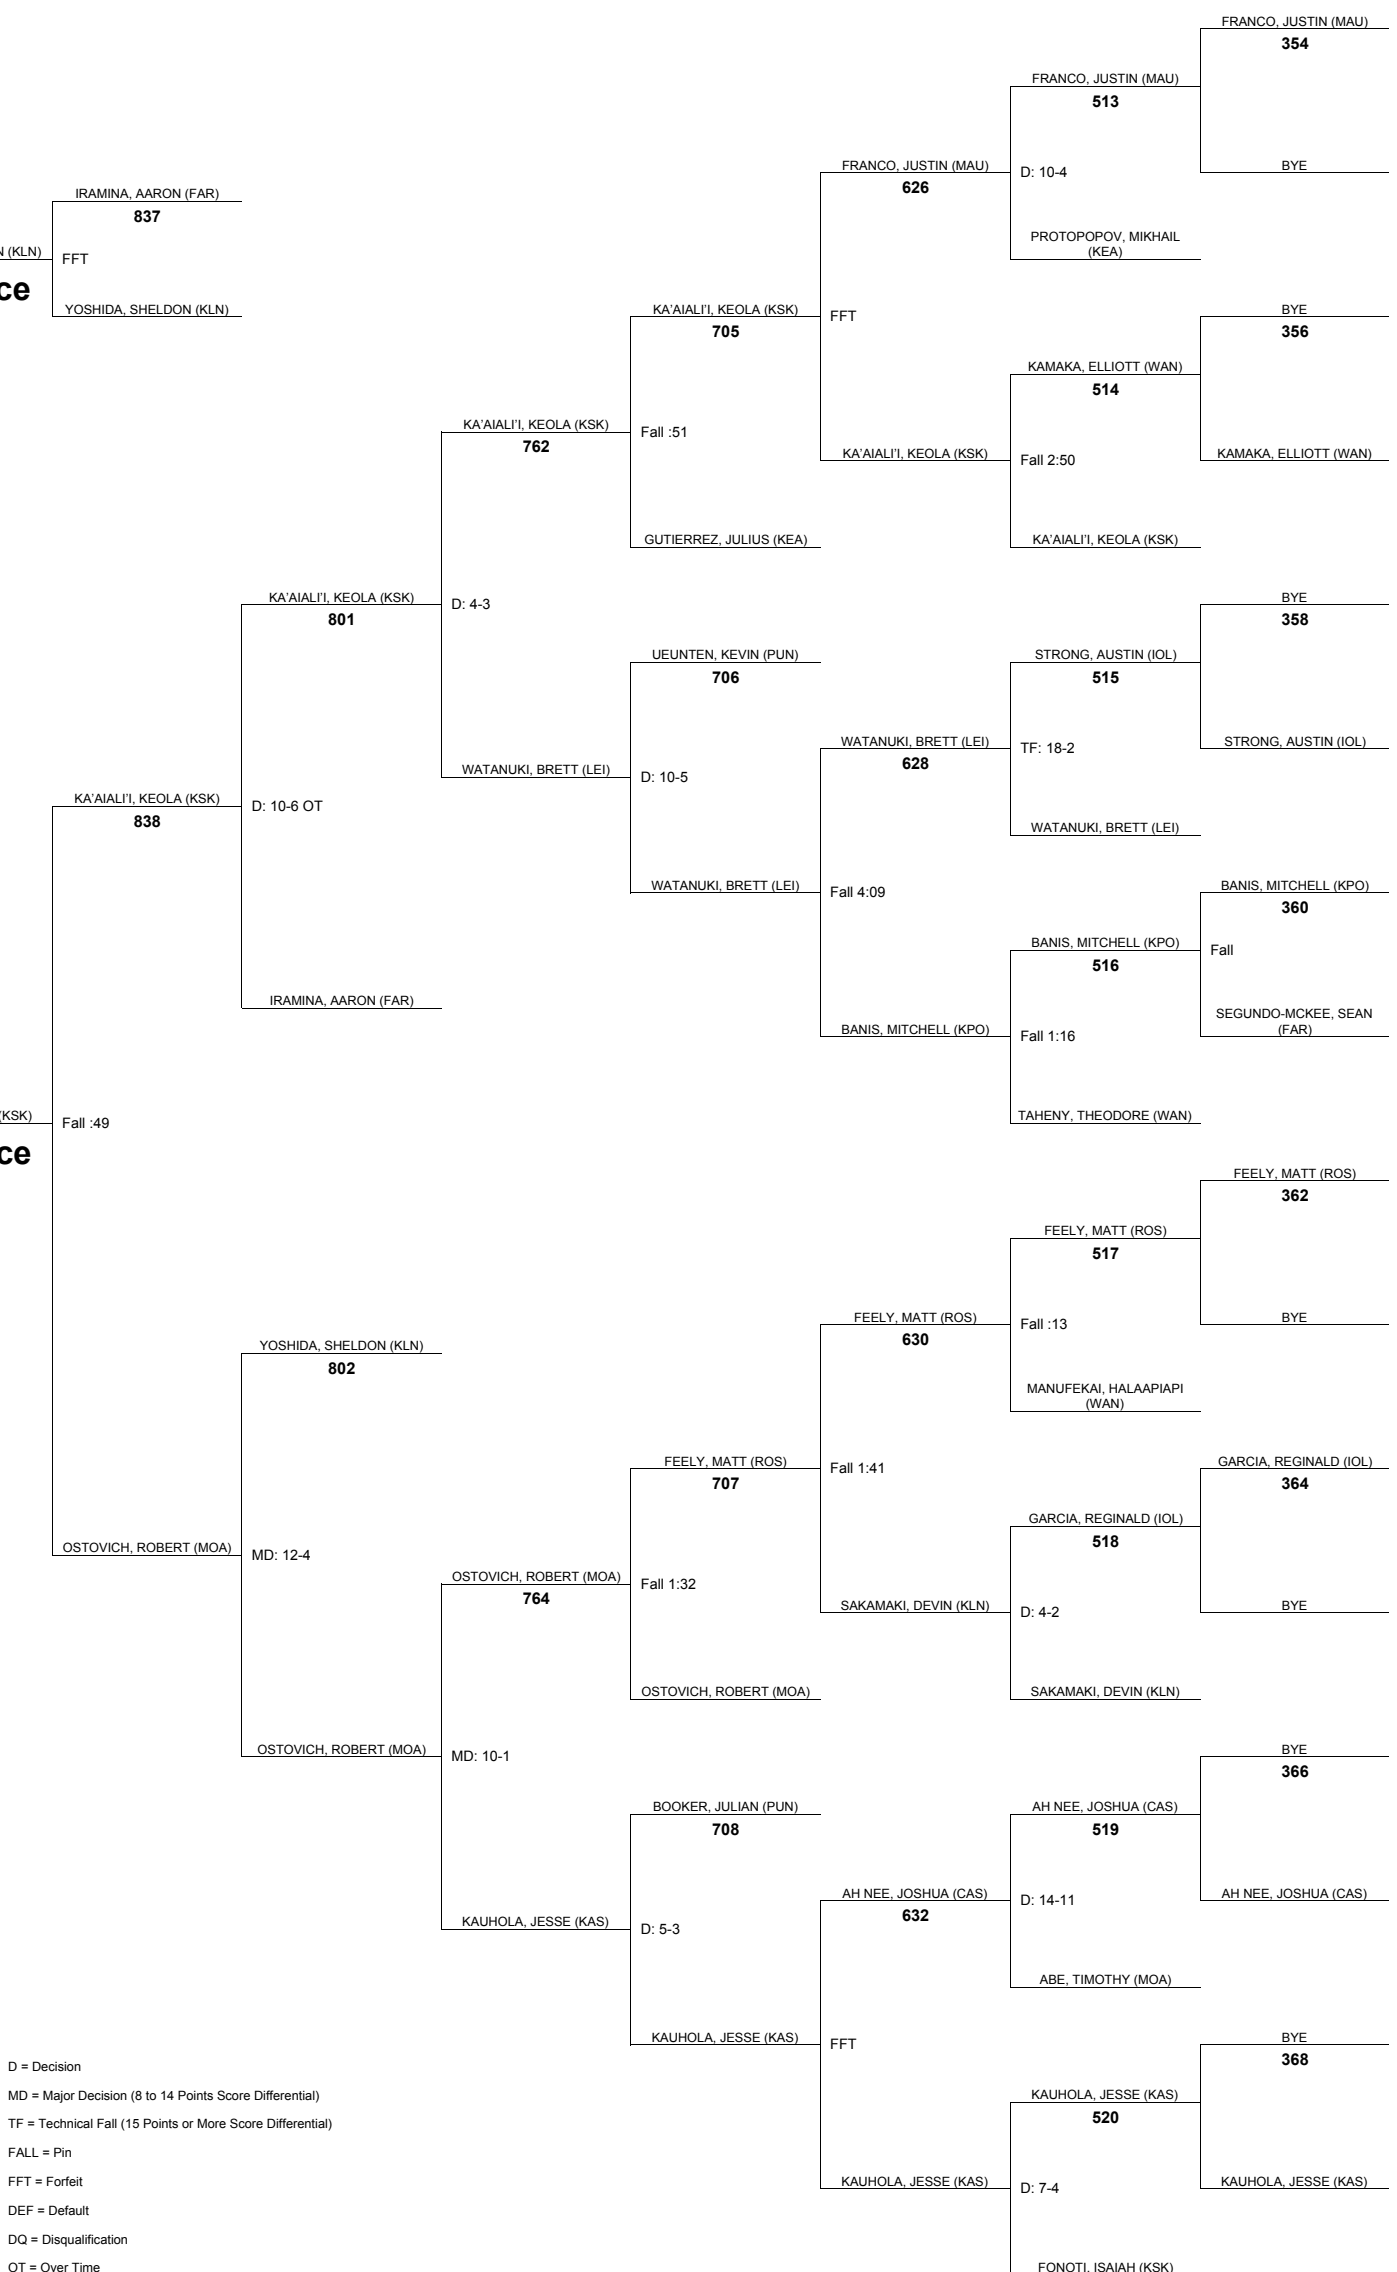 FRANCO, JUSTIN (MAU)
354
FRANCO, JUSTIN (MAU)
513
FRANCO, JUSTIN (MAU)
626
D: 10-4
BYE
IRAMINA, AARON (FAR)
837
PROTOPOPOV, MIKHAIL
(KEA)
N (KLN)
FFT
ce
YOSHIDA, SHELDON (KLN)
KA'AIALI'I, KEOLA (KSK)
705
FFT
BYE
356
KAMAKA, ELLIOTT (WAN)
514
KA'AIALI'I, KEOLA (KSK)
762
Fall :51
KA'AIALI'I, KEOLA (KSK)
Fall 2:50
KAMAKA, ELLIOTT (WAN)
GUTIERREZ, JULIUS (KEA)
KA'AIALI'I, KEOLA (KSK)
KA'AIALI'I, KEOLA (KSK)
801
D: 4-3
BYE
358
UEUNTEN, KEVIN (PUN)
706
STRONG, AUSTIN (IOL)
515
WATANUKI, BRETT (LEI)
628
TF: 18-2
STRONG, AUSTIN (IOL)
WATANUKI, BRETT (LEI)
D: 10-5
KA'AIALI'I, KEOLA (KSK)
838
D: 10-6 OT
WATANUKI, BRETT (LEI)
WATANUKI, BRETT (LEI)
Fall 4:09
BANIS, MITCHELL (KPO)
360
BANIS, MITCHELL (KPO)
516
Fall
IRAMINA, AARON (FAR)
SEGUNDO-MCKEE, SEAN
(FAR)
BANIS, MITCHELL (KPO)
Fall 1:16
(KSK)
Fall :49
TAHENY, THEODORE (WAN)
ce
FEELY, MATT (ROS)
362
FEELY, MATT (ROS)
517
FEELY, MATT (ROS)
630
Fall :13
BYE
YOSHIDA, SHELDON (KLN)
802
MANUFEKAI, HALAAPIAPI
(WAN)
FEELY, MATT (ROS)
707
Fall 1:41
GARCIA, REGINALD (IOL)
364
GARCIA, REGINALD (IOL)
518
OSTOVICH, ROBERT (MOA)
MD: 12-4
OSTOVICH, ROBERT (MOA)
764
Fall 1:32
SAKAMAKI, DEVIN (KLN)
D: 4-2
BYE
OSTOVICH, ROBERT (MOA)
SAKAMAKI, DEVIN (KLN)
OSTOVICH, ROBERT (MOA)
MD: 10-1
BYE
366
BOOKER, JULIAN (PUN)
708
AH NEE, JOSHUA (CAS)
519
AH NEE, JOSHUA (CAS)
632
D: 14-11
AH NEE, JOSHUA (CAS)
KAUHOLA, JESSE (KAS)
D: 5-3
ABE, TIMOTHY (MOA)
KAUHOLA, JESSE (KAS)
FFT
BYE
368
KAUHOLA, JESSE (KAS)
520
KAUHOLA, JESSE (KAS)
D: 7-4
KAUHOLA, JESSE (KAS)
FONOTI, ISAIAH (KSK)
D = Decision
MD = Major Decision (8 to 14 Points Score Differential)
TF = Technical Fall (15 Points or More Score Differential)
FALL = Pin
FFT = Forfeit
DEF = Default
DQ = Disqualification
OT = Over Time